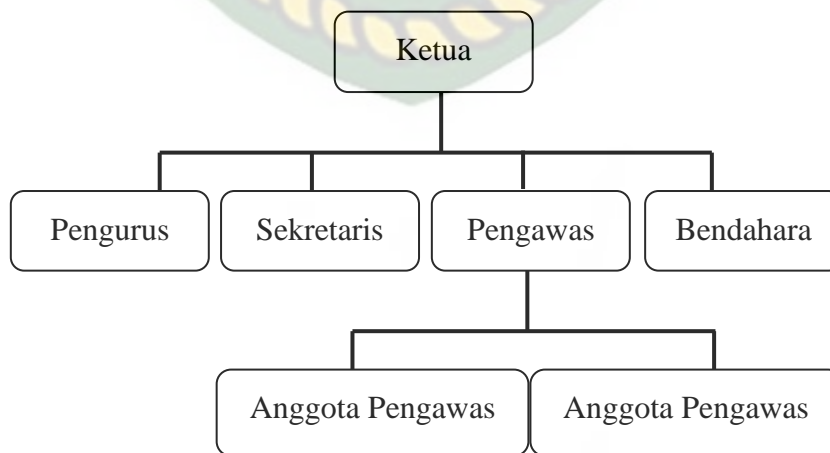 Ketua
Pengurus
Sekretaris
Pengawas
Bendahara
Anggota Pengawas
Anggota Pengawas